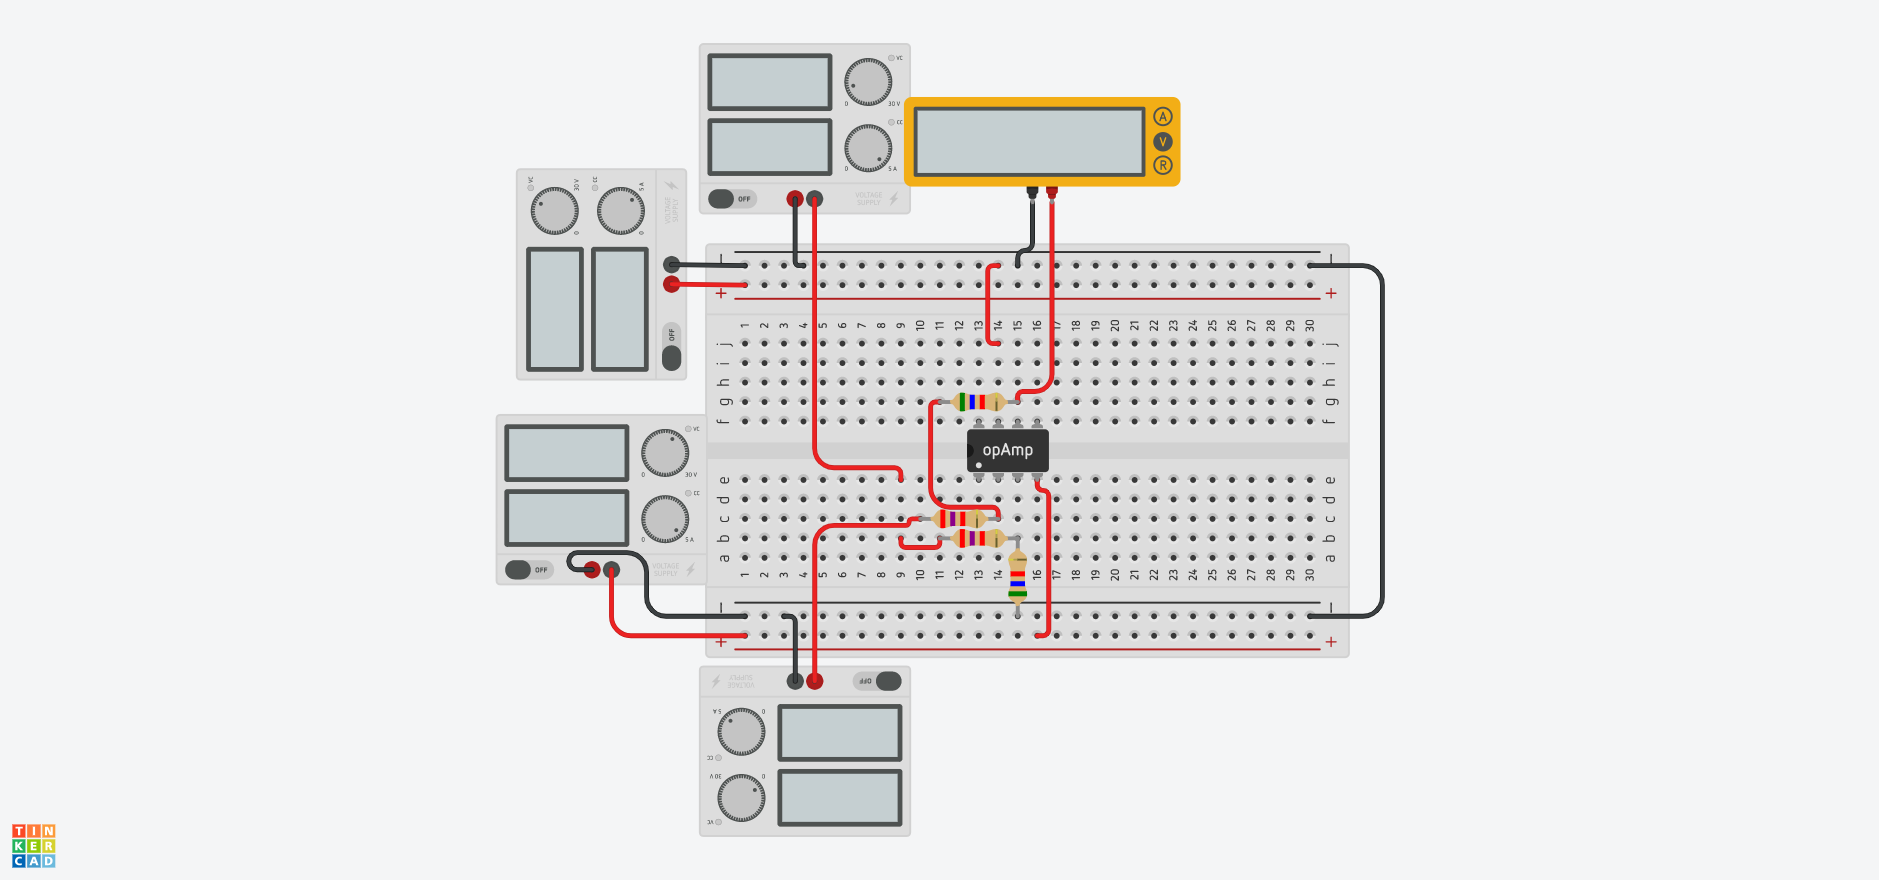 VC
0
30 V
CC
0
5 A
OFF
VOLTAGE
SUPPLY
A
V
R
VC
30 V
0
CC
5 A
0
VOLTAGE
SUPPLY
OFF
VC
0
30 V
CC
0
5 A
OFF
VOLTAGE
SUPPLY
− −
+ +
1 2 3 4 5 6 7 8 9 10 11 12 13 14 15 16 17 18 19 20 21 22 23 24 25 26 27 28 29 30
j j
i i
h h
g g
f f
opAmp
e e
d d
c c
b b
a a
1 2 3 4 5 6 7 8 9 10 11 12 13 14 15 16 17 18 19 20 21 22 23 24 25 26 27 28 29 30
− −
+ +
VOLTAGE
SUPPLY
OFF
5 A
0
CC
30 V
0
VC
TIN
KER
CAD